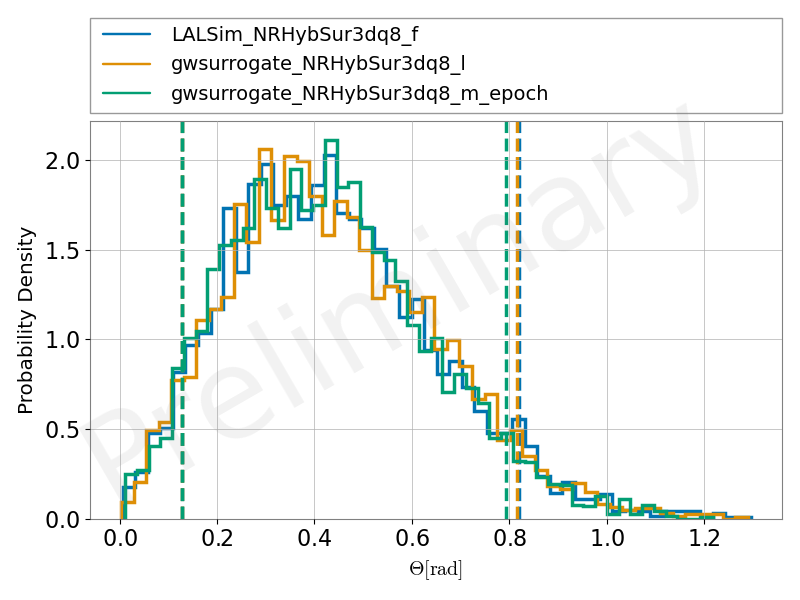 LALSim_NRHybSur3dq8_f
gwsurrogate_NRHybSur3dq8_l
gwsurrogate_NRHybSur3dq8_m_epoch
Preliminary
Probability Density
2.0
1.5
1.0
0.5
0.0
0.0 0.2 0.4 0.6 0.8 1.0 1.2
Θ[rad]